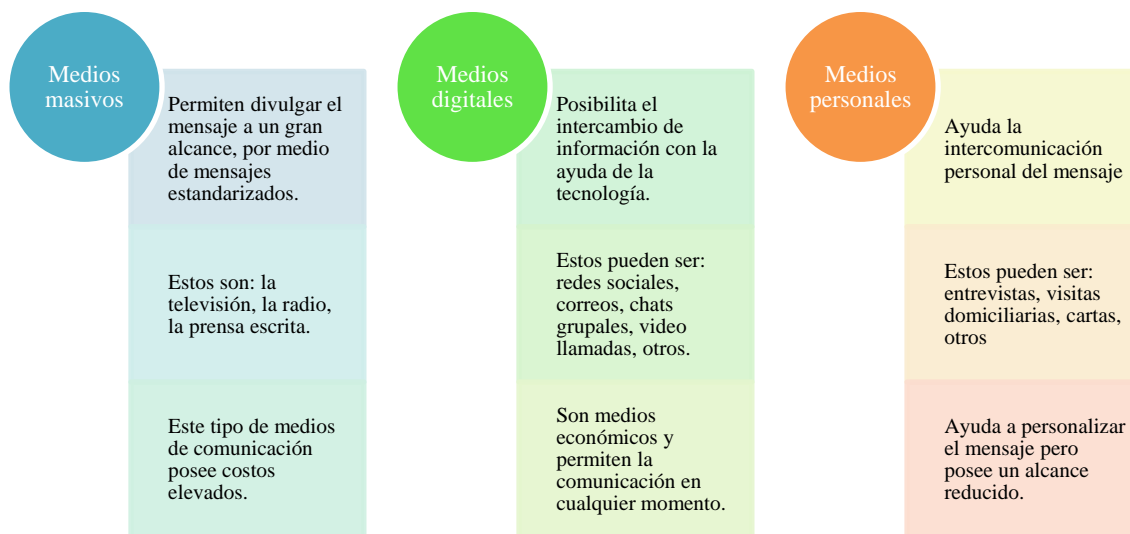 Medios
masivos
Permiten divulgar el
mensaje a un gran
alcance, por medio
de mensajes
estandarizados.
Estos son: la
televisión, la radio,
la prensa escrita.
Este tipo de medios
de comunicación
posee costos
elevados.
Medios
digitales
Posibilita el
intercambio de
información con la
ayuda de la
tecnología.
Estos pueden ser:
redes sociales,
correos, chats
grupales, video
llamadas, otros.
Son medios
económicos y
permiten la
comunicación en
cualquier momento.
Medios
personales
Ayuda la
intercomunicación
personal del mensaje
Estos pueden ser:
entrevistas, visitas
domiciliarias, cartas,
otros
Ayuda a personalizar
el mensaje pero
posee un alcance
reducido.